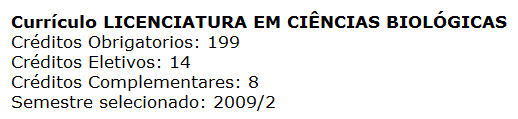 Currículo LICENCIATURA EM CIÊNCIAS BIOLÓGICAS
Créditos Obrigatorios: 199
Créditos Eletivos: 14
Créditos Complementares: 8
Semestre selecionado: 2009/2